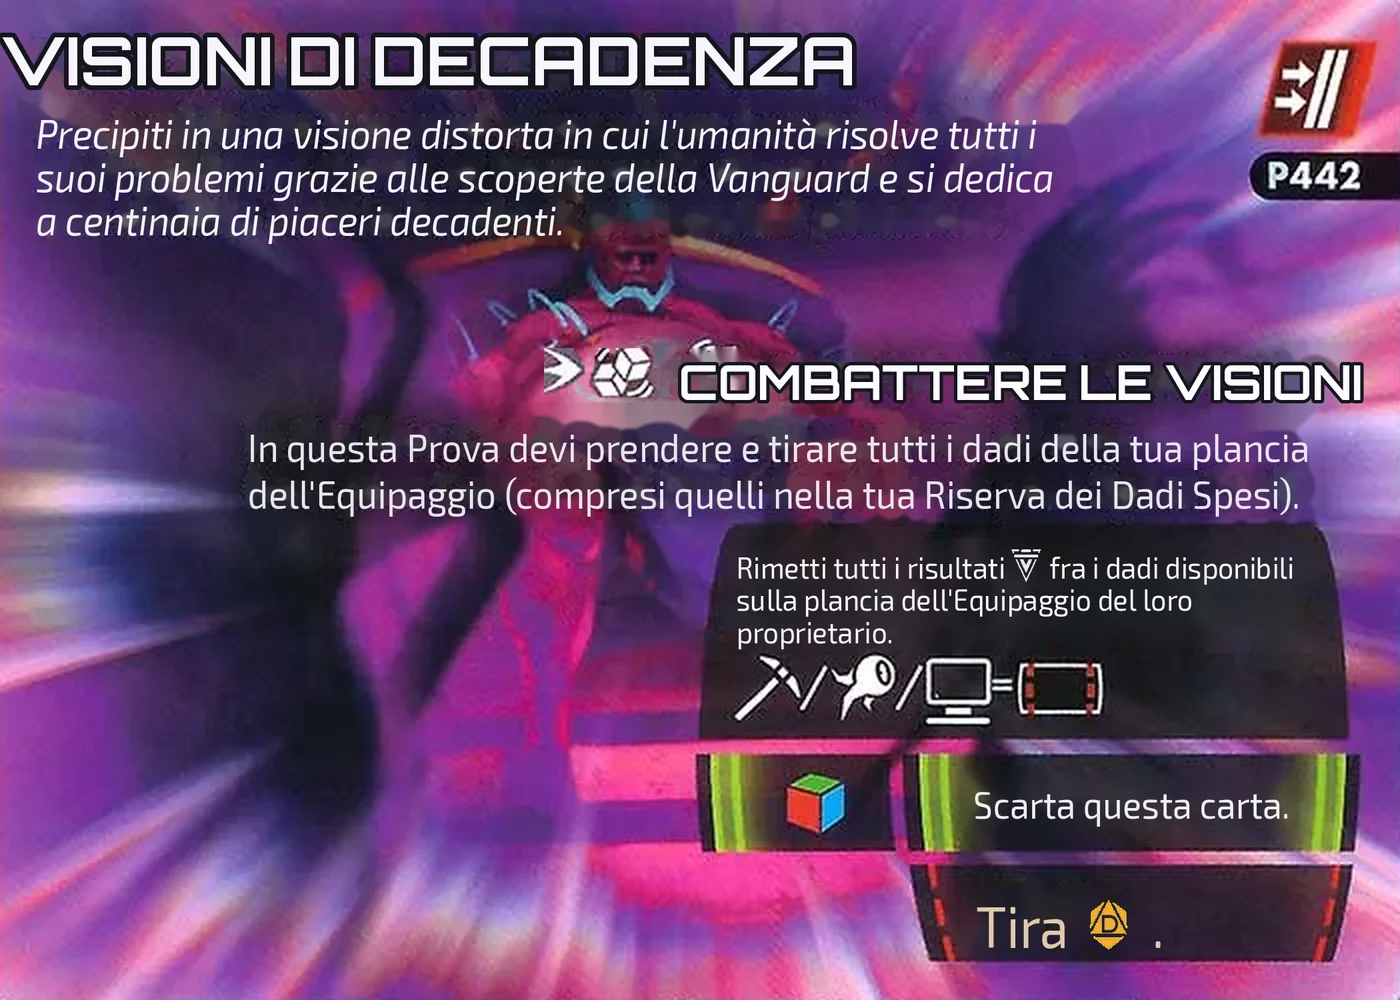 VISIONI DI DECADENZA
Precipiti in una visione distorta in cui l'umanità risolve tutti i
suoi problemi grazie alle scoperte della Vanguard e si dedica
a centinaia di piaceri decadenti.
P442
COMBATTERE LE VISIONI
In questa Prova devi prendere e tirare tutti i dadi della tua plancia
dell'Equipaggio (compresi quelli nella tua Riserva dei Dadi Spesi).
Rimetti tutti i risultati fra i dadi disponibili
sulla plancia dell'Equipaggio del loro
proprietario.
/ / =
Scarta questa carta.
Tira D .